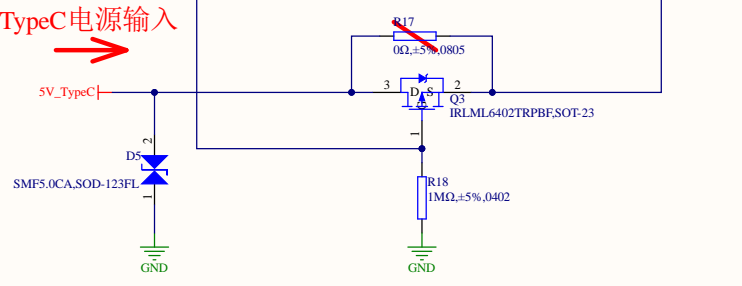 TypeC电源输入
R17
0Ω,±5%,0805
5V_TypeC
3
D
S
2
Q3
IRLML6402TRPBF,SOT-23
1
2
D5
SMF5.0CA,SOD-123FL
1
R18
1MΩ,±5%,0402
GND
GND